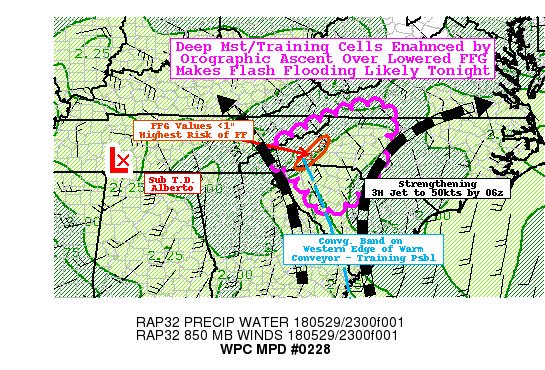 Deep Mst/Training Cells Enahnced by
Orographic Ascent Over Lowered FFG
Makes Flash Flooding Likely Tonight
2.25
FFG Values <1"
Highest Risk of FF
L
Sub T.D.
Alberto
2.25
Strengthening
3H Jet to 50kts by 06z
Convg. Band on
Western Edge of Warm
Conveyor - Training Psbl
2.25
2.00
RAP32 PRECIP WATER 180529/2300f001
RAP32 850 MB WINDS 180529/2300f001
WPC MPD #0228